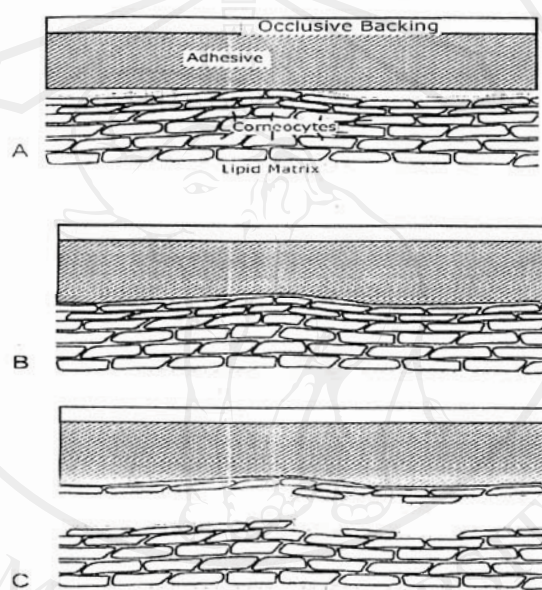 Occlusive Backing
Adhesive
Corneocytes
A
Lipid Matrix
B
C